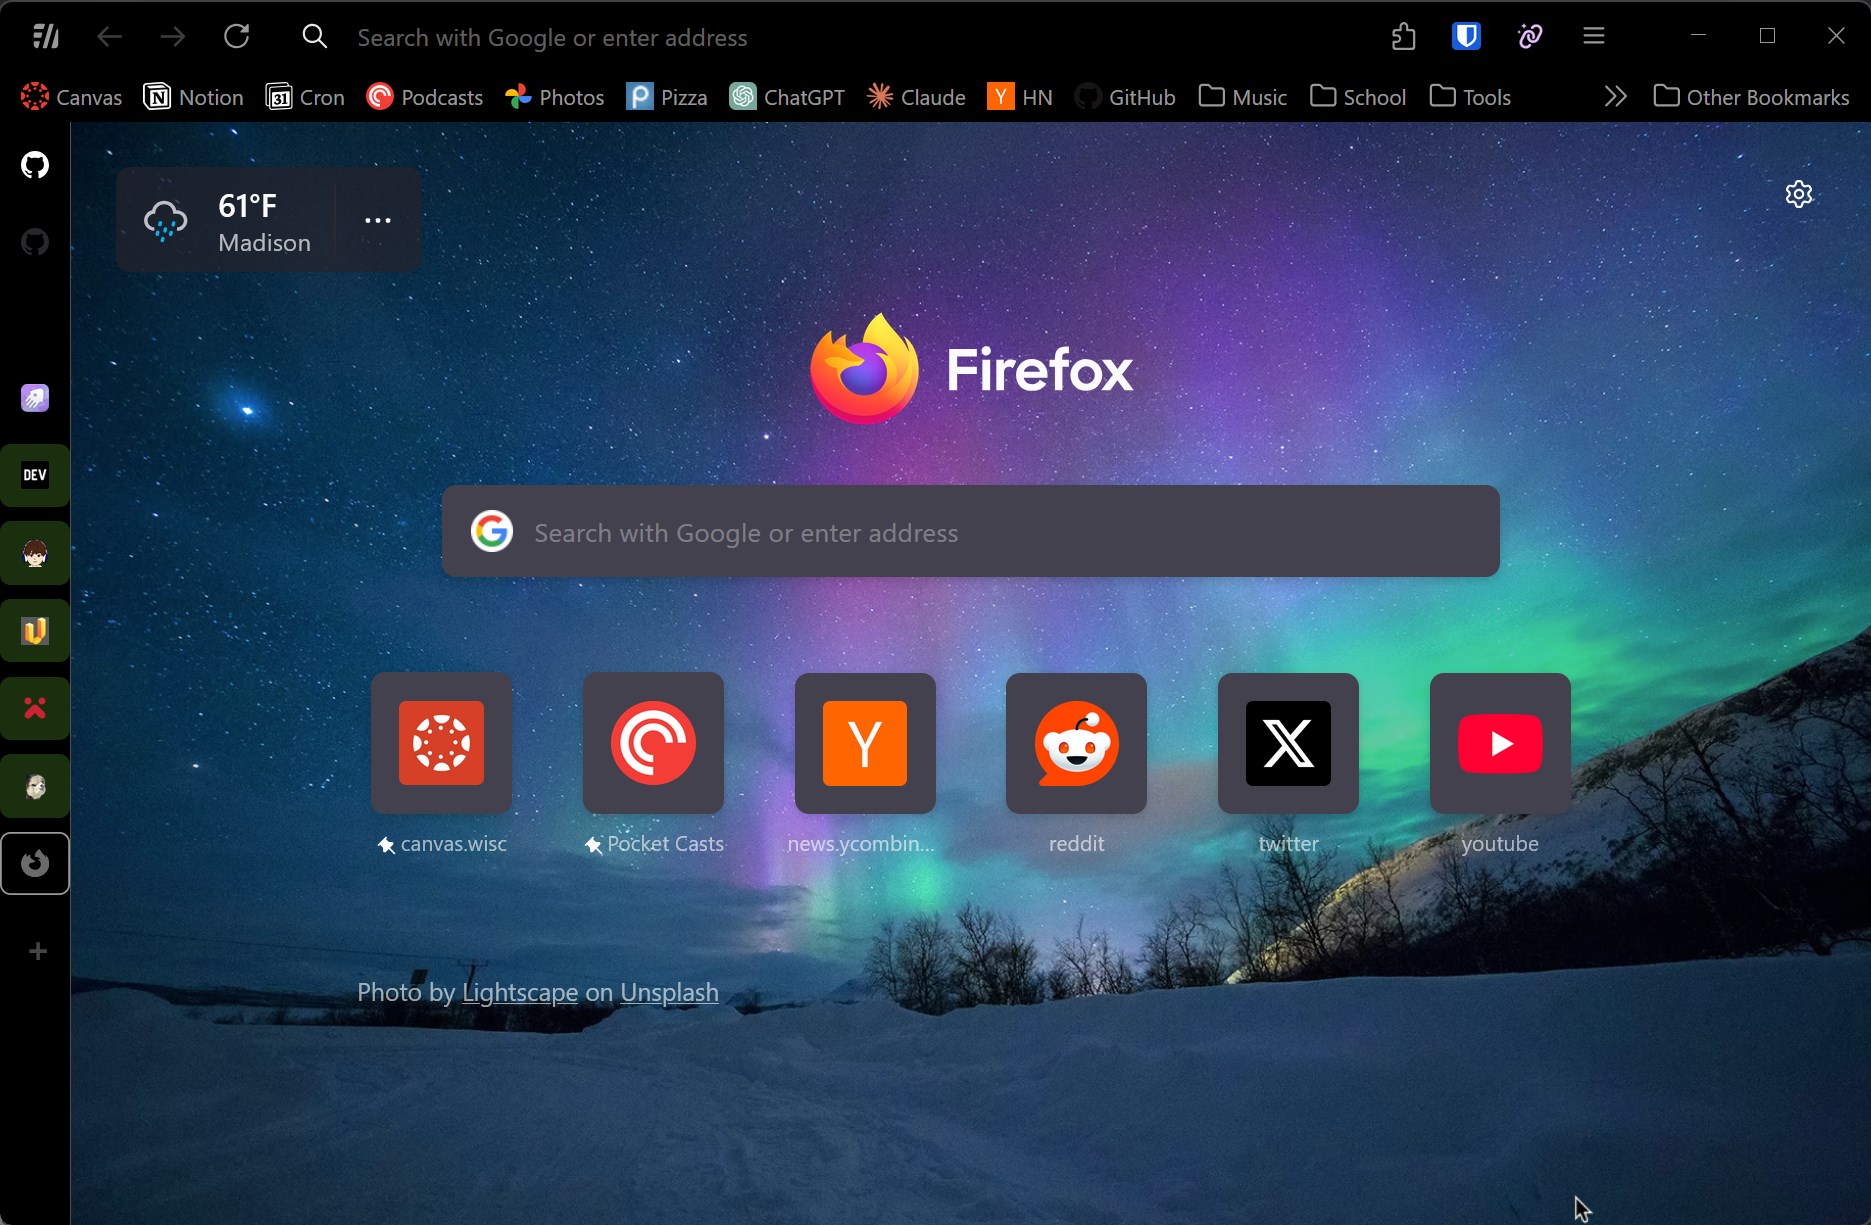 Search with Google or enter address
Canvas Notion 31 Cron Podcasts Photos Pizza ChatGPT Claude Y HN GitHub Music School Tools Other Bookmarks
61°F
Madison
Firefox
DEV
Search with Google or enter address
canvas.wisc Pocket Casts news.ycombin... reddit twitter youtube
Photo by Lightscape on Unsplash